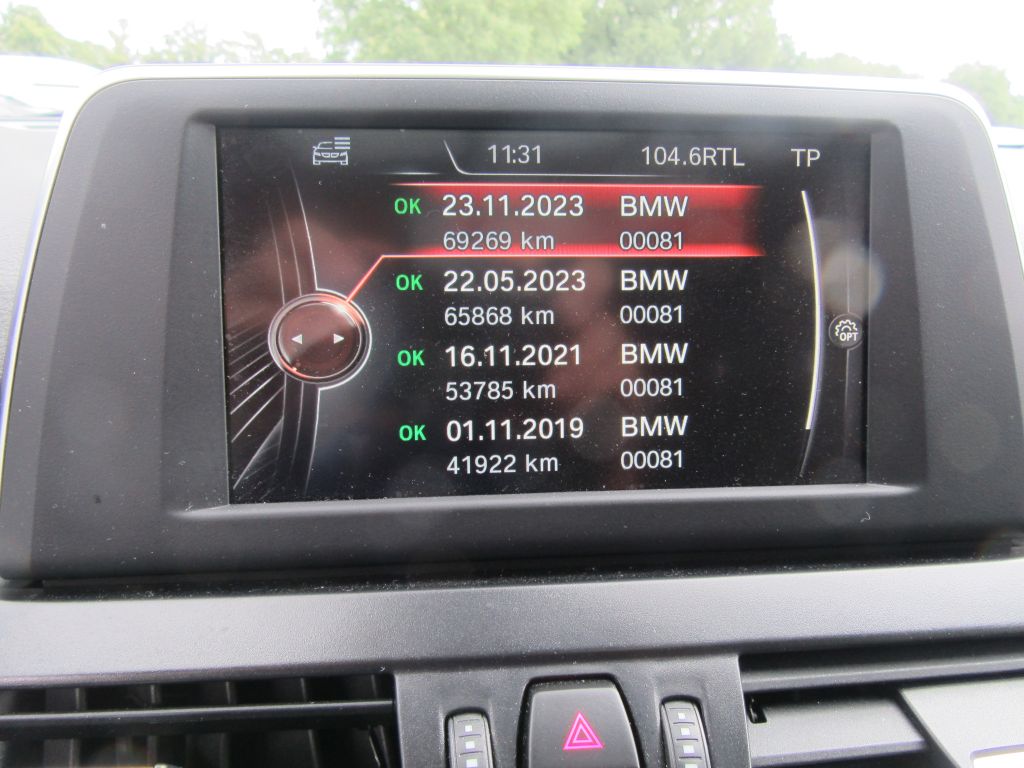 11:31 104.6RTL TP
OK 23.11.2023 BMW
69269 km 00081
OK 22.05.2023 BMW
65868 km 00081
OPT
OK 16.11.2021 BMW
53785 km 00081
OK 01.11.2019 BMW
41922 km 00081